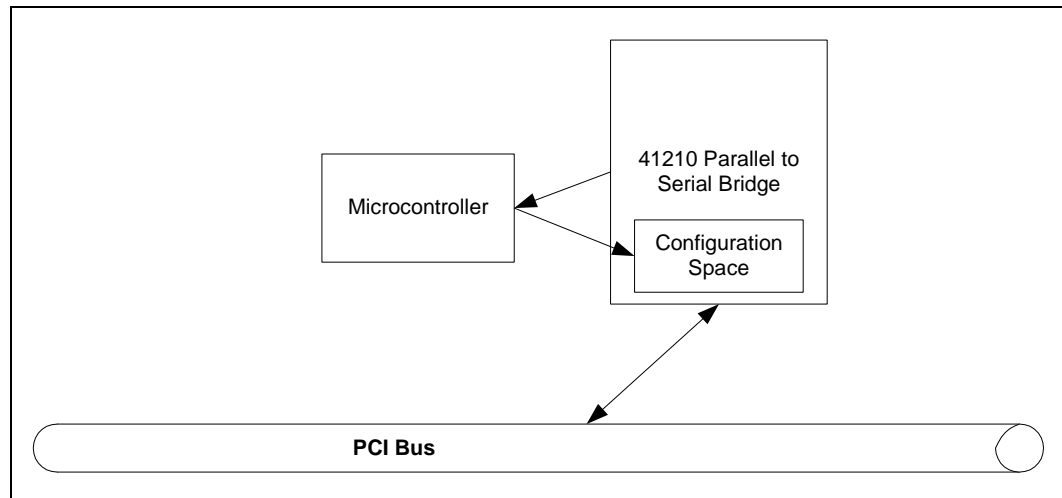 41210 Parallel to
Serial Bridge
Microcontroller
Configuration
Space
PCI Bus